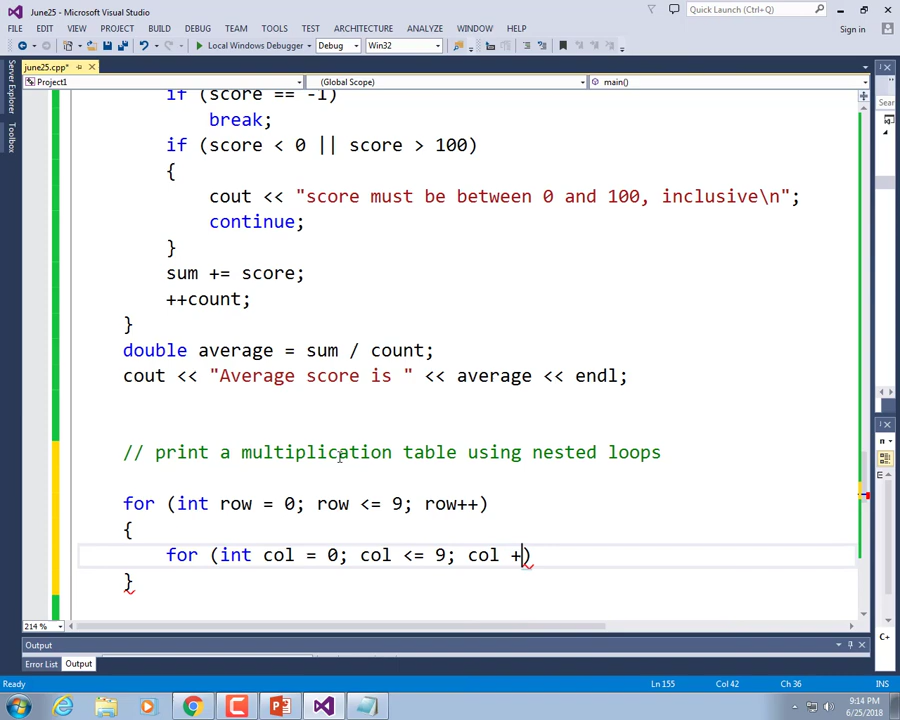 June25 - Microsoft Visual Studio
Quick Launch (Ctrl+Q)
FILE EDIT VIEW PROJECT BUILD DEBUG TEAM TOOLS TEST ARCHITECTURE ANALYZE WINDOW HELP
Sign in
Local Windows Debugger Debug Win32
june25.cpp*
Project1 (Global Scope) main()
Server Explorer
Toolbox
if (score == -1)
break;
if (score < 0 || score > 100)
{
cout << "score must be between 0 and 100, inclusive\n";
continue;
}
sum += score;
++count;
}
double average = sum / count;
cout << "Average score is " << average << endl;
// print a multiplication table using nested loops
for (int row = 0; row <= 9; row++)
{
for (int col = 0; col <= 9; col +)
}
214 %
Output
Error List Output
Ready Ln 155 Col 42 Ch 36
9:14 PM
6/25/2018